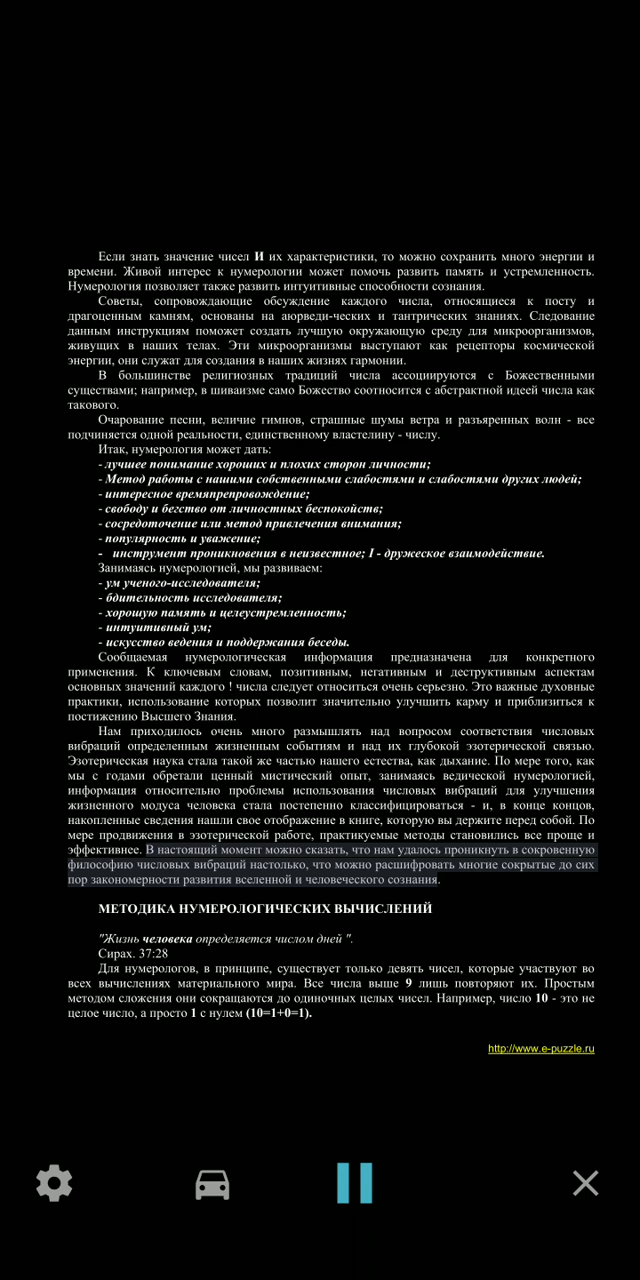 Если знать значение чисел И их характеристики, то можно сохранить много энергии и
времени. Живой интерес к нумерологии может помочь развить память и устремленность.
Нумерология позволяет также развить интуитивные способности сознания.
Советы, сопровождающие обсуждение каждого числа, относящиеся к посту и
драгоценным камням, основаны на аюрведи-ческих и тантрических знаниях. Следование
данным инструкциям поможет создать лучшую окружающую среду для микроорганизмов,
живущих в наших телах. Эти микроорганизмы выступают как рецепторы космической
энергии, они служат для создания в наших жизнях гармонии.
В большинстве религиозных традиций числа ассоциируются с Божественными
существами; например, в шиваизме само Божество соотносится с абстрактной идеей числа как
такового.
Очарование песни, величие гимнов, страшные шумы ветра и разъяренных волн - все
подчиняется одной реальности, единственному властелину - числу.
Итак, нумерология может дать:
- лучшее понимание хороших и плохих сторон личности;
- Метод работы с нашими собственными слабостями и слабостями других людей;
- интересное времяпрепровождение;
- свободу и бегство от личностных беспокойств;
- сосредоточение или метод привлечения внимания;
- популярность и уважение;
- инструмент проникновения в неизвестное; I - дружеское взаимодействие.
Занимаясь нумерологией, мы развиваем:
- ум ученого-исследователя;
- бдительность исследователя;
- хорошую память и целеустремленность;
- интуитивный ум;
- искусство ведения и поддержания беседы.
Сообщаемая нумерологическая информация предназначена для конкретного
применения. К ключевым словам, позитивным, негативным и деструктивным аспектам
основных значений каждого ! числа следует относиться очень серьезно. Это важные духовные
практики, использование которых позволит значительно улучшить карму и приблизиться к
постижению Высшего Знания.
Нам приходилось очень много размышлять над вопросом соответствия числовых
вибраций определенным жизненным событиям и над их глубокой эзотерической связью.
Эзотерическая наука стала такой же частью нашего естества, как дыхание. По мере того, как
мы с годами обретали ценный мистический опыт, занимаясь ведической нумерологией,
информация относительно проблемы использования числовых вибраций для улучшения
жизненного модуса человека стала постепенно классифицироваться - и, в конце концов,
накопленные сведения нашли свое отображение в книге, которую вы держите перед собой. По
мере продвижения в эзотерической работе, практикуемые методы становились все проще и
эффективнее. В настоящий момент можно сказать, что нам удалось проникнуть в сокровенную
философию числовых вибраций настолько, что можно расшифровать многие сокрытые до сих
пор закономерности развития вселенной и человеческого сознания.
МЕТОДИКА НУМЕРОЛОГИЧЕСКИХ ВЫЧИСЛЕНИЙ
"Жизнь человека определяется числом дней ".
Сирах. 37:28
Для нумерологов, в принципе, существует только девять чисел, которые участвуют во
всех вычислениях материального мира. Все числа выше 9 лишь повторяют их. Простым
методом сложения они сокращаются до одиночных целых чисел. Например, число 10 - это не
целое число, а просто 1 с нулем (10=1+0=1).
http://www.e-puzzle.ru